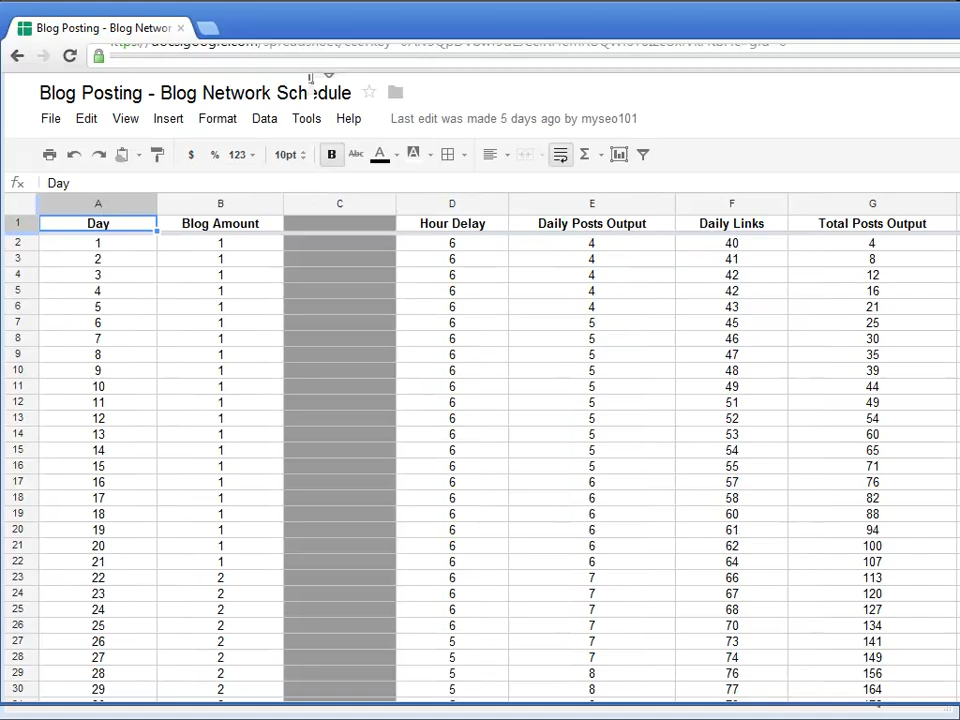 Blog Posting - Blog Networ
Blog Posting - Blog Network Schedule
File Edit View Insert Format Data Tools Help Last edit was made 5 days ago by myseo101
$ % 123 10pt B Abc A A Σ
fx Day
A B C D E F G
1 Day Blog Amount Hour Delay Daily Posts Output Daily Links Total Posts Output
2 1 1 6 4 40 4
3 2 1 6 4 41 8
4 3 1 6 4 42 12
5 4 1 6 4 42 16
6 5 1 6 4 43 21
7 6 1 6 5 45 25
8 7 1 6 5 46 30
9 8 1 6 5 47 35
10 9 1 6 5 48 39
11 10 1 6 5 49 44
12 11 1 6 5 51 49
13 12 1 6 5 52 54
14 13 1 6 5 53 60
15 14 1 6 5 54 65
16 15 1 6 5 55 71
17 16 1 6 6 57 76
18 17 1 6 6 58 82
19 18 1 6 6 60 88
20 19 1 6 6 61 94
21 20 1 6 6 62 100
22 21 1 6 6 64 107
23 22 2 6 7 66 113
24 23 2 6 7 67 120
25 24 2 6 7 68 127
26 25 2 6 7 70 134
27 26 2 5 7 73 141
28 27 2 5 7 74 149
29 28 2 5 8 76 156
30 29 2 5 8 77 164